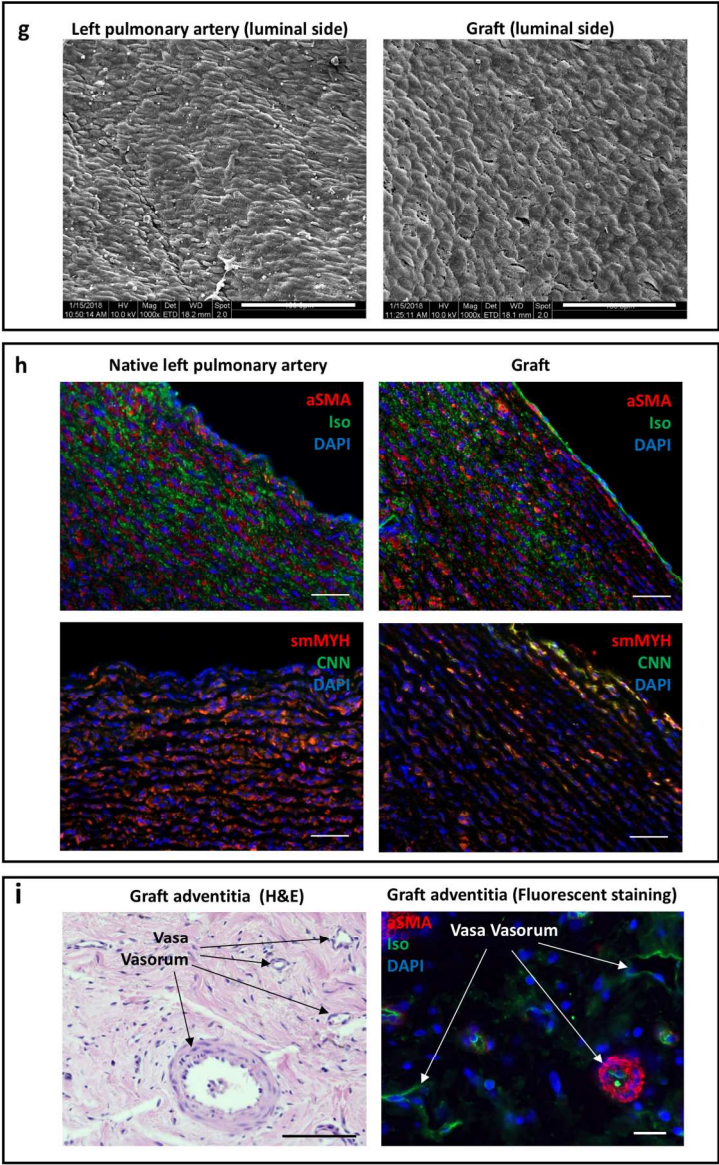 g
Left pulmonary artery (luminal side)
Graft (luminal side)
1/15/2018 HV Mag Det WD Spot
10:50:14 AM 10.0 kV 1000x ETD 18.2 mm 2.0
1/15/2018 HV Mag Det WD Spot
11:25:11 AM 10.0 kV 1000x ETD 18.1 mm 2.0
h
Native left pulmonary artery
Graft
aSMA
Iso
DAPI
aSMA
Iso
DAPI
smMYH
CNN
DAPI
smMYH
CNN
DAPI
i
Graft adventitia (H&E)
Graft adventitia (Fluorescent staining)
Vasa
Vasorum
aSMA
Iso
DAPI
Vasa Vasorum